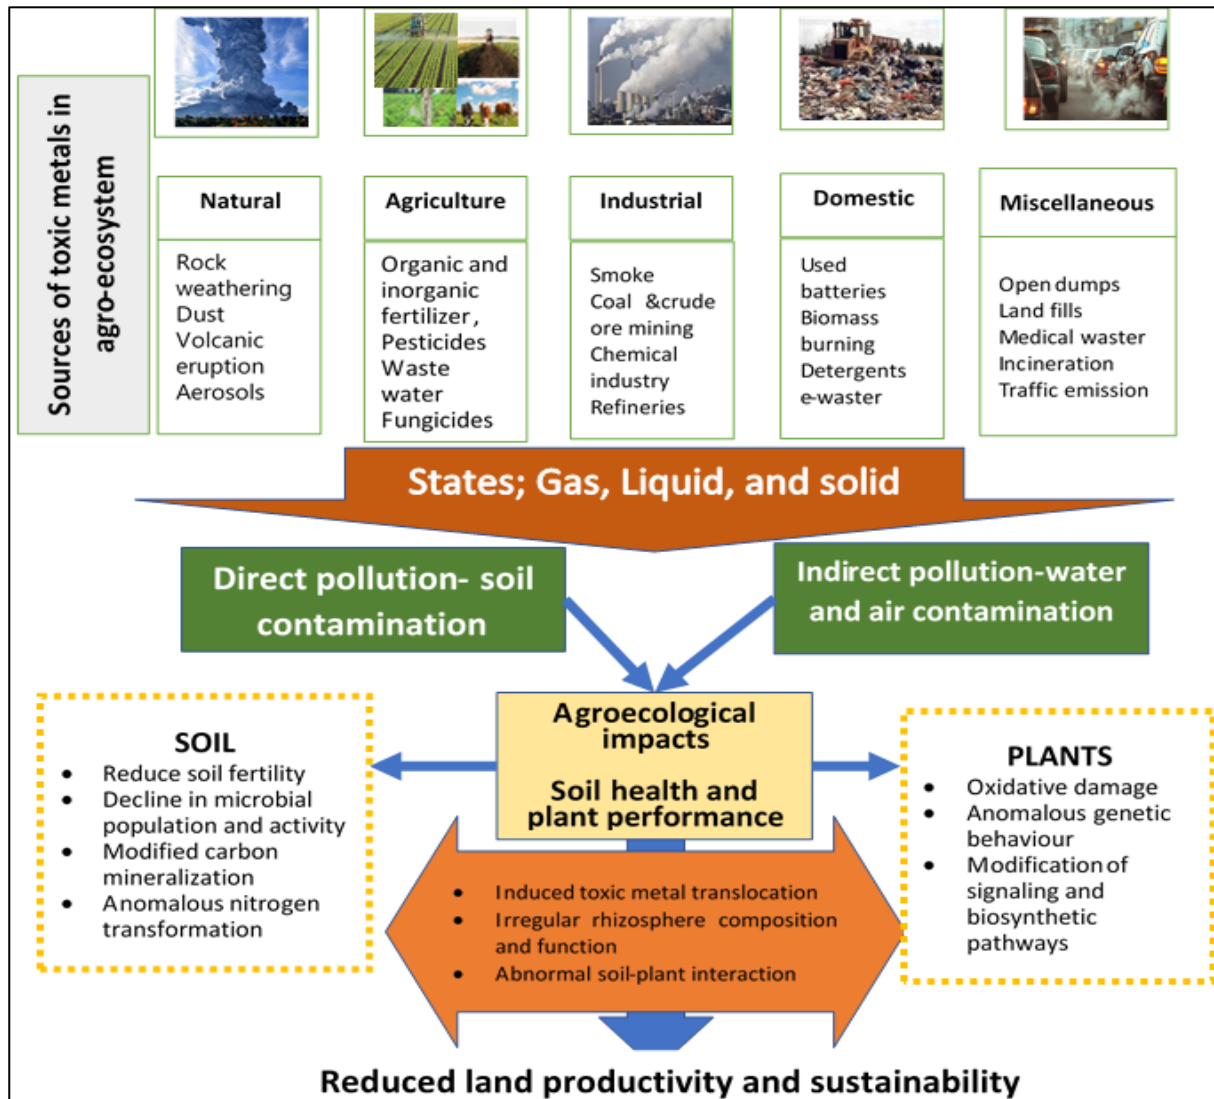 Sources of toxic metals in
agro-ecosystem
Natural
Rock
weathering
Dust
Volcanic
eruption
Aerosols
Agriculture
Organic and
inorganic
fertilizer,
Pesticides
Waste
water
Fungicides
Industrial
Smoke
Coal &crude
ore mining
Chemical
industry
Refineries
Domestic
Used
batteries
Biomass
burning
Detergents
e-waster
Miscellaneous
Open dumps
Land fills
Medical waster
Incineration
Traffic emission
States; Gas, Liquid, and solid
Direct pollution- soil
contamination
Indirect pollution-water
and air contamination
Agroecological
impacts
Soil health and
plant performance
SOIL
• Reduce soil fertility
• Decline in microbial
population and activity
• Modified carbon
mineralization
• Anomalous nitrogen
transformation
PLANTS
• Oxidative damage
• Anomalous genetic
behaviour
• Modification of
signaling and
biosynthetic
pathways
• Induced toxic metal translocation
• Irregular rhizosphere composition
and function
• Abnormal soil-plant interaction
Reduced land productivity and sustainability